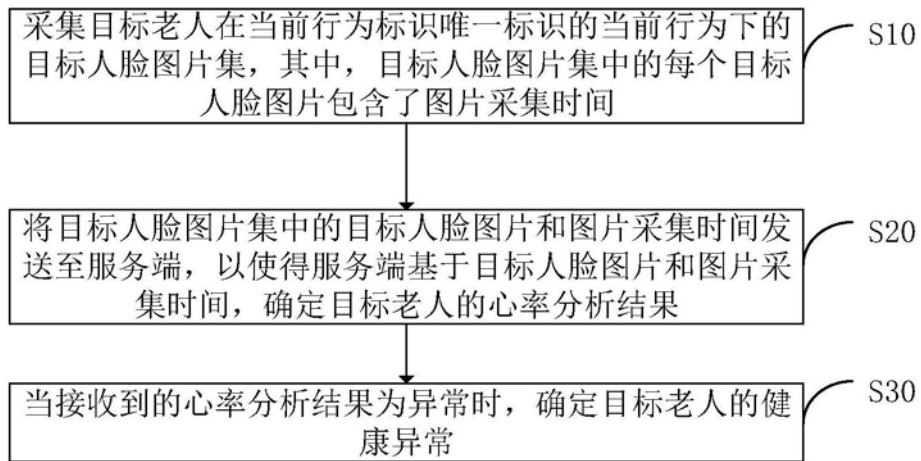 采集目标老人在当前行为标识唯一标识的当前行为下的
目标人脸图片集，其中，目标人脸图片集中的每个目标
人脸图片包含了图片采集时间
S10
将目标人脸图片集中的目标人脸图片和图片采集时间发
送至服务端，以使得服务端基于目标人脸图片和图片采
集时间，确定目标老人的心率分析结果
S20
当接收到的心率分析结果为异常时，确定目标老人的健
康异常
S30